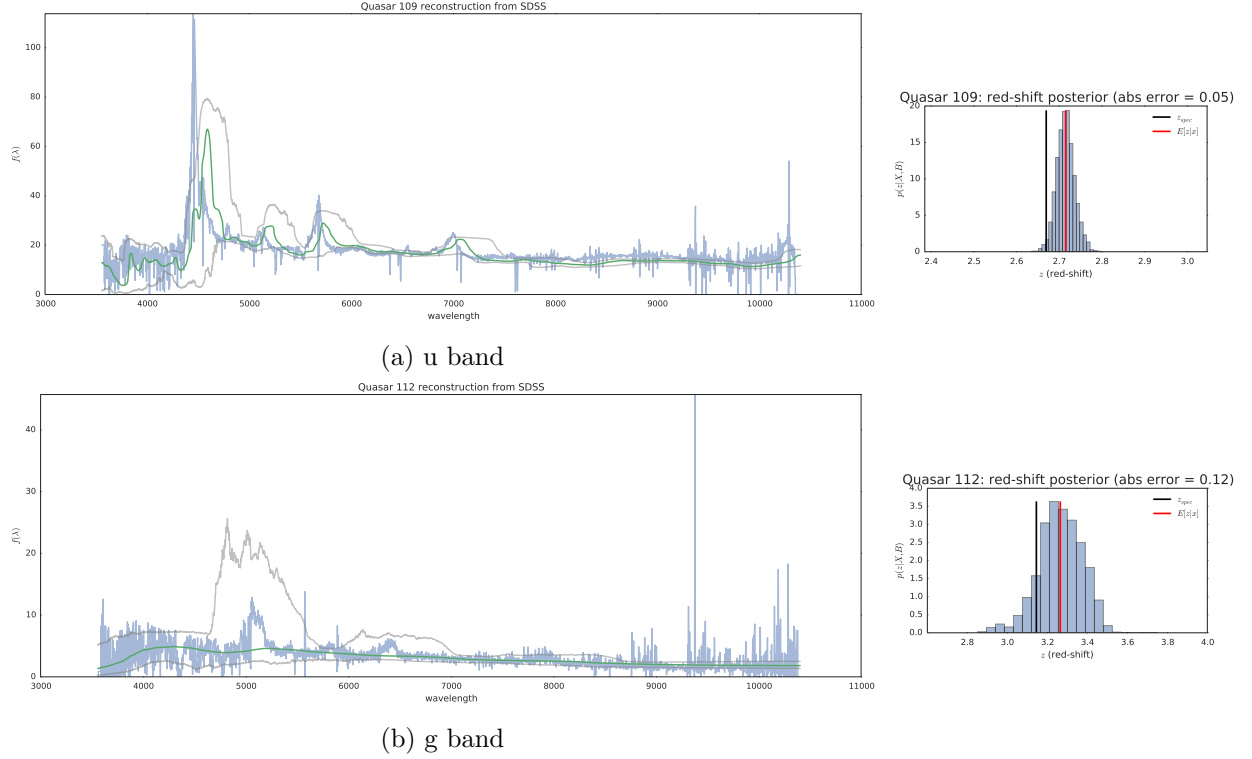 Quasar 109 reconstruction from SDSS
f(λ)
100
80
60
40
20
0
3000 4000 5000 6000 7000 8000 9000 10000 11000
wavelength
Quasar 109: red-shift posterior (abs error = 0.05)
p(z|X,B)
20
15
10
5
0
z_spec
E[z|x]
2.4 2.5 2.6 2.7 2.8 2.9 3.0
z (red-shift)
(a) u band
Quasar 112 reconstruction from SDSS
f(λ)
40
30
20
10
0
3000 4000 5000 6000 7000 8000 9000 10000 11000
wavelength
Quasar 112: red-shift posterior (abs error = 0.12)
p(z|X,B)
4.0
3.5
3.0
2.5
2.0
1.5
1.0
0.5
0.0
z_spec
E[z|x]
2.8 3.0 3.2 3.4 3.6 3.8 4.0
z (red-shift)
(b) g band